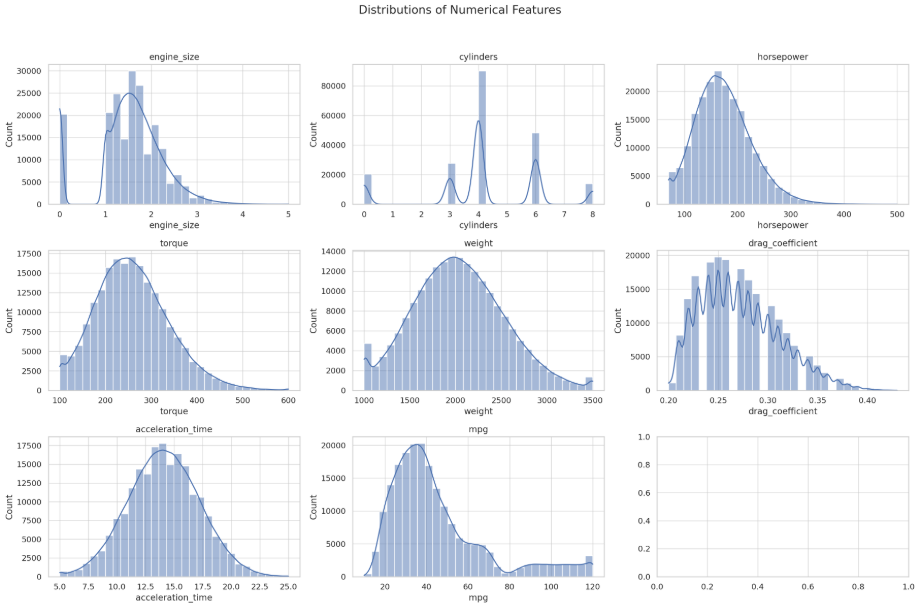 Distributions of Numerical Features
engine_size
Count
30000
25000
20000
15000
10000
5000
0
0 1 2 3 4 5
engine_size
cylinders
Count
80000
60000
40000
20000
0
0 1 2 3 4 5 6 7 8
cylinders
horsepower
Count
20000
15000
10000
5000
0
100 200 300 400 500
horsepower
torque
Count
17500
15000
12500
10000
7500
5000
2500
0
100 200 300 400 500 600
torque
weight
Count
14000
12000
10000
8000
6000
4000
2000
0
1000 1500 2000 2500 3000 3500
weight
drag_coefficient
Count
20000
15000
10000
5000
0
0.20 0.25 0.30 0.35 0.40
drag_coefficient
acceleration_time
Count
17500
15000
12500
10000
7500
5000
2500
0
5.0 7.5 10.0 12.5 15.0 17.5 20.0 22.5 25.0
acceleration_time
mpg
Count
20000
15000
10000
5000
0
20 40 60 80 100 120
mpg
1.0
0.8
0.6
0.4
0.2
0.0
0.0 0.2 0.4 0.6 0.8 1.0